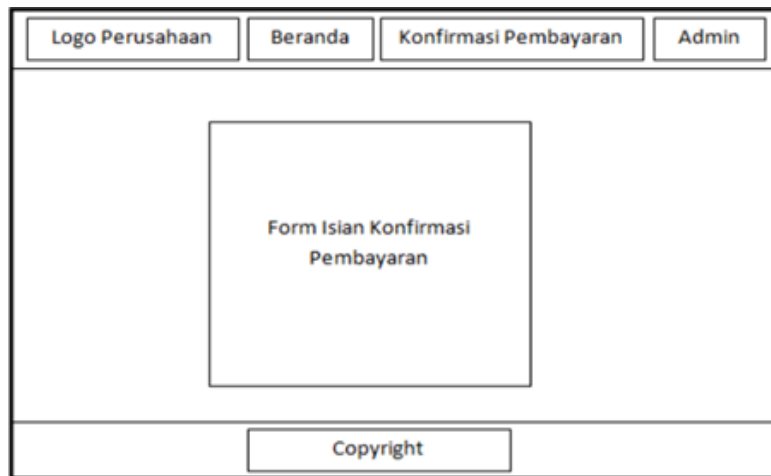 Logo Perusahaan Beranda Konfirmasi Pembayaran Admin
Form Isian Konfirmasi
Pembayaran
Copyright